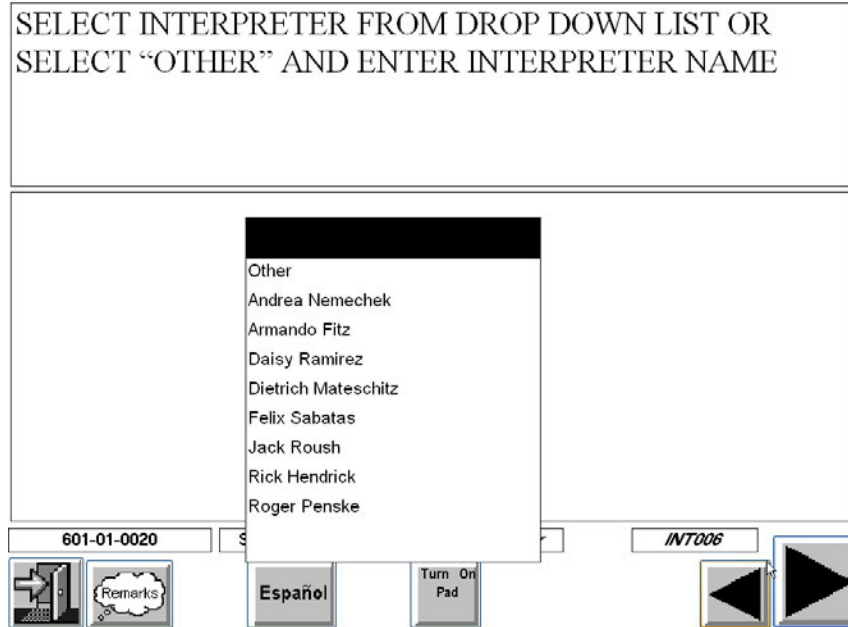 SELECT INTERPRETER FROM DROP DOWN LIST OR
SELECT “OTHER” AND ENTER INTERPRETER NAME
Other
Andrea Nemechek
Armando Fitz
Daisy Ramirez
Dietrich Mateschitz
Felix Sabatas
Jack Roush
Rick Hendrick
Roger Penske
601-01-0020
INT006
Remarks
Español
Turn On
Pad